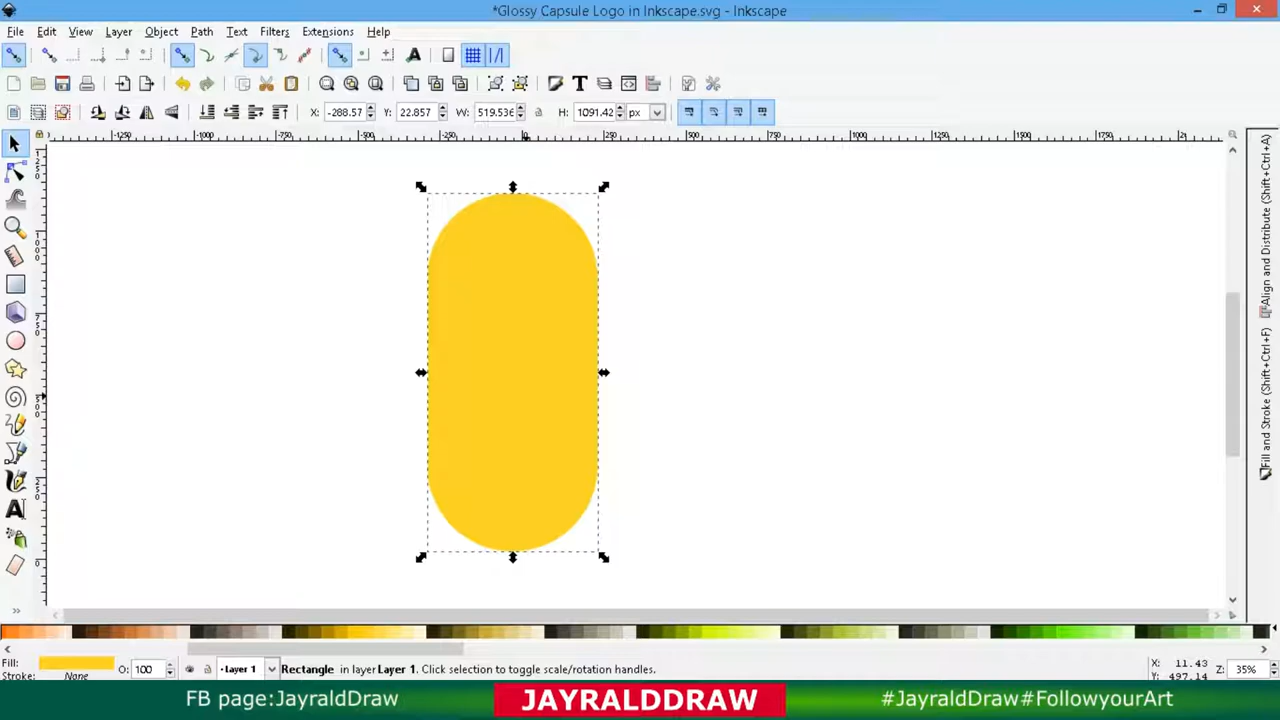 *Glossy Capsule Logo in Inkscape.svg - Inkscape
File Edit View Layer Object Path Text Filters Extensions Help
X: -288.57 Y: 22.857 W: 519.536 H: 1091.42 px
Align and Distribute (Shift+Ctrl+A)
Fill and Stroke (Shift+Ctrl+F)
Fill: O: 100 Layer 1 Rectangle in layer Layer 1. Click selection to toggle scale/rotation handles. X: 11.43 Z: 35%
Stroke: None Y: 497.14
FB page:JayraldDraw JAYRALDDRAW #JayraldDraw#FollowyourArt